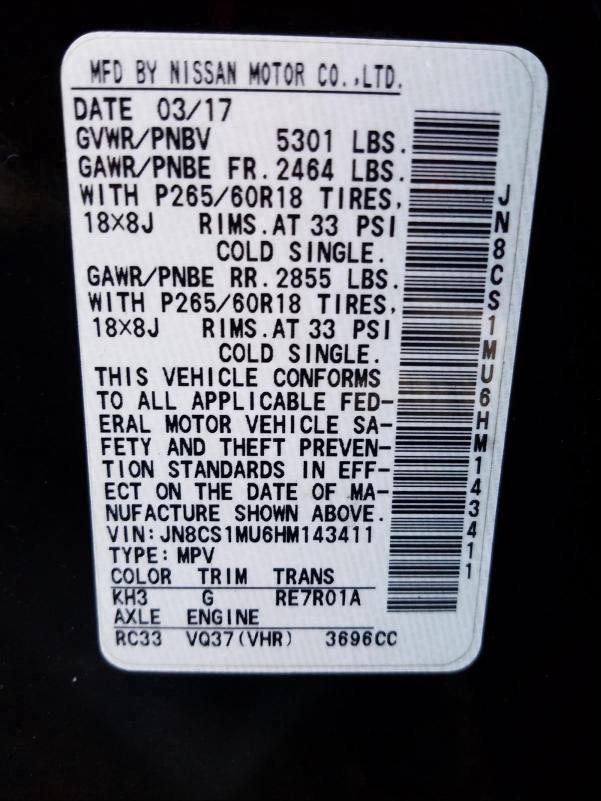 MFD BY NISSAN MOTOR CO.,LTD.
DATE 03/17
GVWR/PNBV 5301 LBS.
GAWR/PNBE FR. 2464 LBS.
WITH P265/60R18 TIRES,
18×8J RIMS. AT 33 PSI
COLD SINGLE.
GAWR/PNBE RR. 2855 LBS.
WITH P265/60R18 TIRES,
18×8J RIMS. AT 33 PSI
COLD SINGLE.
THIS VEHICLE CONFORMS
TO ALL APPLICABLE FED-
ERAL MOTOR VEHICLE SA-
FETY AND THEFT PREVEN-
TION STANDARDS IN EFF-
ECT ON THE DATE OF MA-
NUFACTURE SHOWN ABOVE.
VIN: JN8CS1MU6HM143411
TYPE: MPV
COLOR TRIM TRANS
KH3 G RE7R01A
AXLE ENGINE
RC33 VQ37(VHR) 3696CC
JN8CS1MU6HM143411